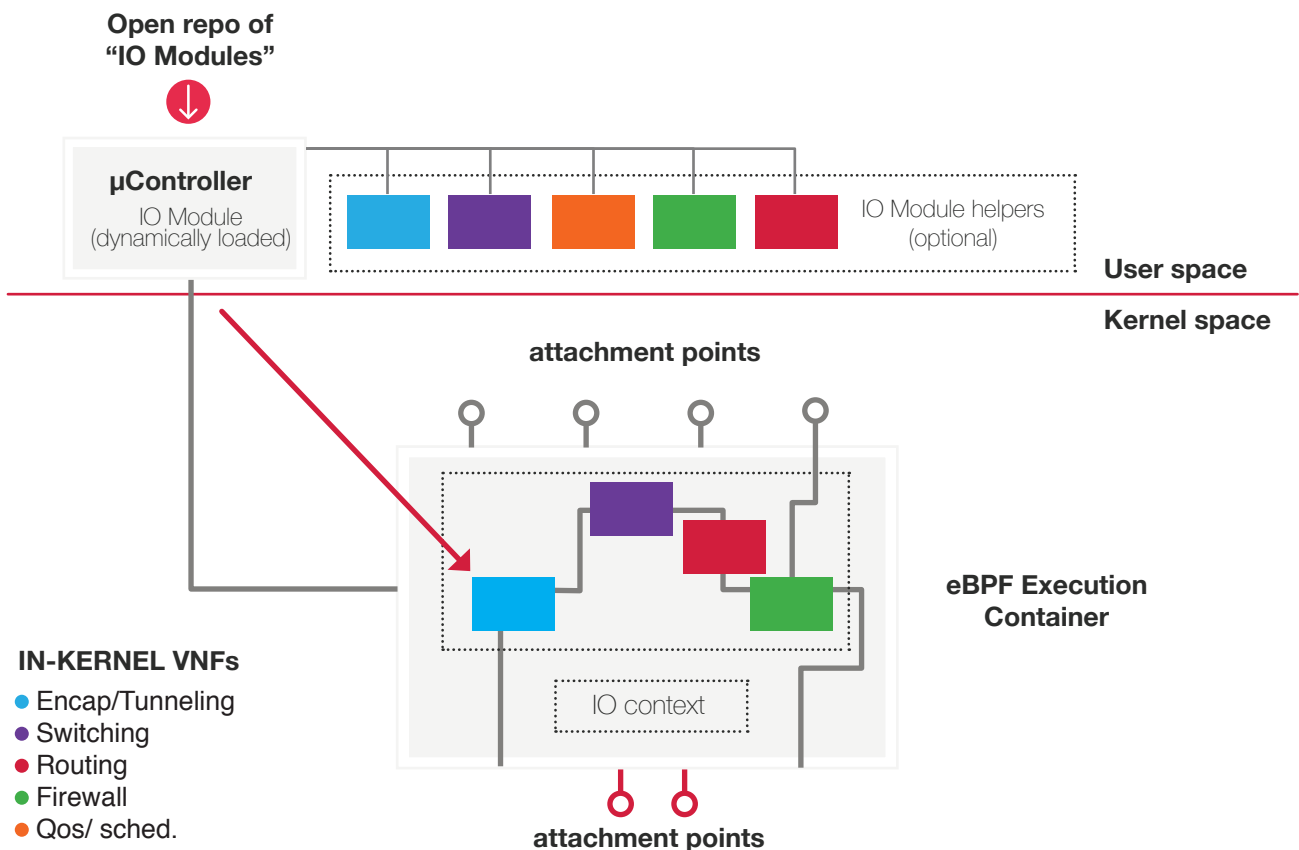 Open repo of
“IO Modules”
µController
IO Module
(dynamically loaded)
IO Module helpers
(optional)
User space
Kernel space
attachment points
eBPF Execution
Container
IO context
attachment points
IN-KERNEL VNFs
Encap/Tunneling
Switching
Routing
Firewall
Qos/ sched.